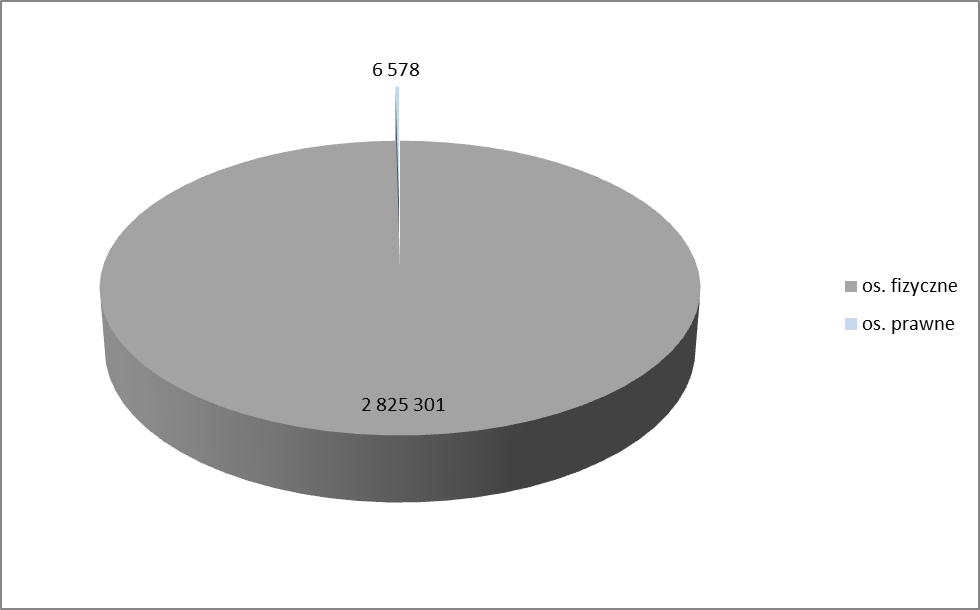 6 578
os. fizyczne
os. prawne
2 825 301